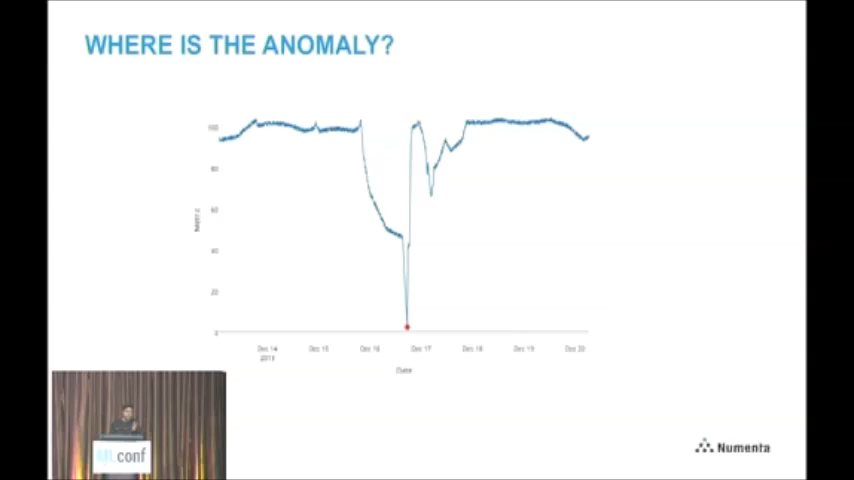 WHERE IS THE ANOMALY?
100
80
60
40
20
0
Dec 14
2013
Dec 15
Dec 16
Dec 17
Dec 18
Dec 19
Dec 20
Date
MLconf
Numenta